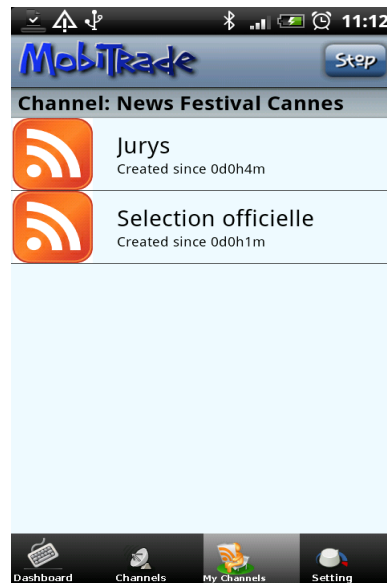 11:12
MobiTrade
Stop
Channel: News Festival Cannes
Jurys
Created since 0d0h4m
Selection officielle
Created since 0d0h1m
Dashboard
Channels
My Channels
Setting